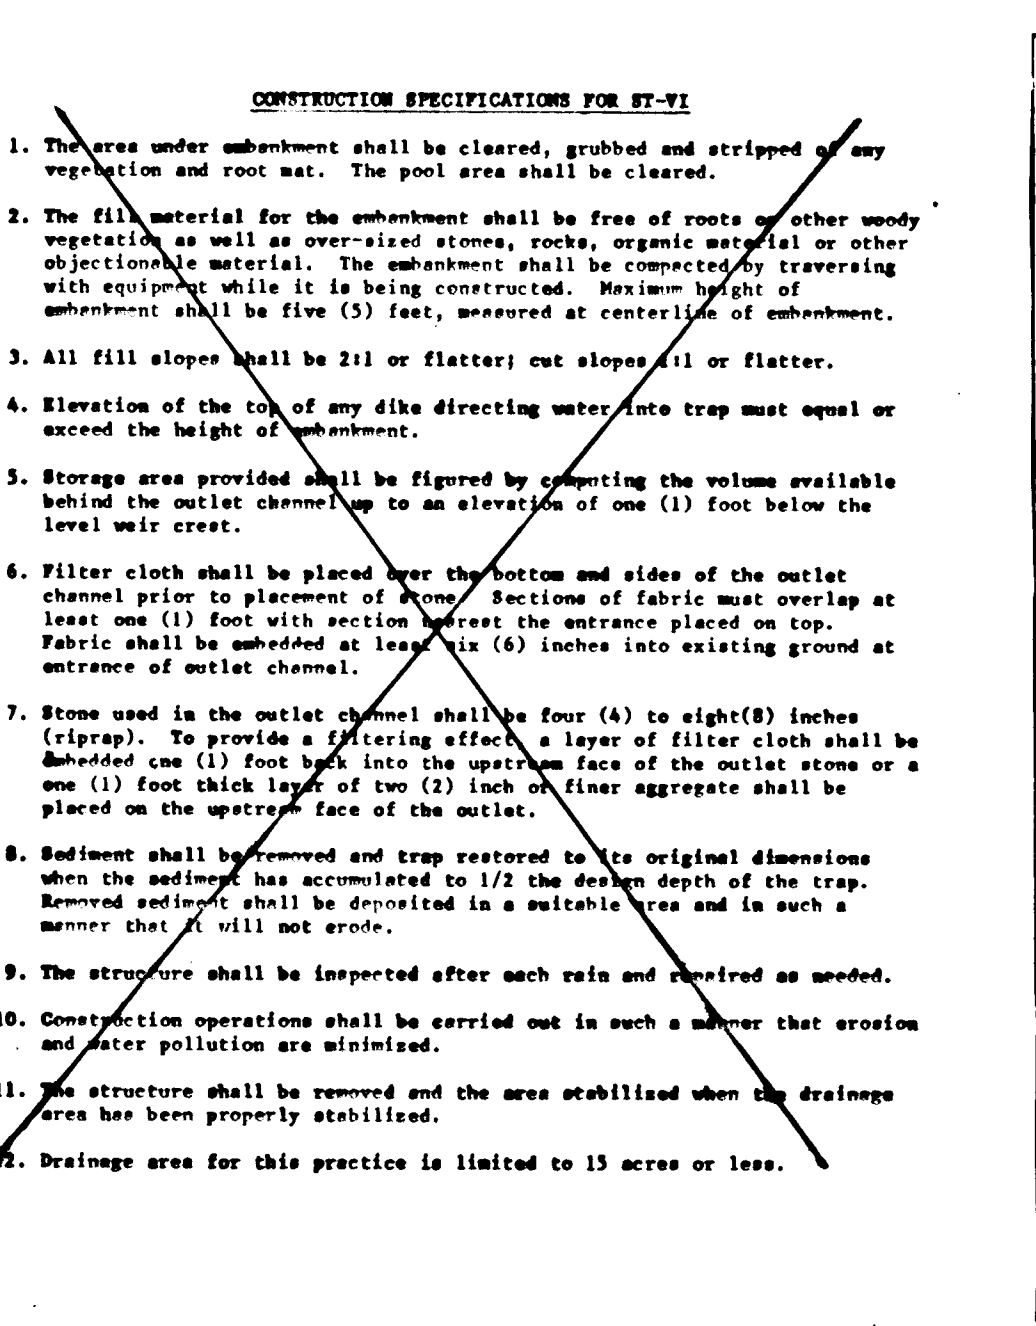 CONSTRUCTION SPECIFICATIONS FOR ST-VI
1. The area under embankment shall be cleared, grubbed and stripped of any
vegetation and root mat. The pool area shall be cleared.
2. The fill material for the embankment shall be free of roots or other woody
vegetation as well as over-sized stones, rocks, organic material or other
objectionable material. The embankment shall be compacted by traversing
with equipment while it is being constructed. Maximum height of
embankment shall be five (5) feet, measured at centerline of embankment.
3. All fill slopes shall be 2:1 or flatter; cut slopes :1 or flatter.
4. Elevation of the top of any dike directing water into trap must equal or
exceed the height of embankment.
5. Storage area provided shall be figured by computing the volume available
behind the outlet channel up to an elevation of one (1) foot below the
level weir crest.
6. Filter cloth shall be placed over the bottom and sides of the outlet
channel prior to placement of stone. Sections of fabric must overlap at
least one (1) foot with section nearest the entrance placed on top.
Fabric shall be embedded at least six (6) inches into existing ground at
entrance of outlet channel.
7. Stone used in the outlet channel shall be four (4) to eight(8) inches
(riprap). To provide a filtering effect, a layer of filter cloth shall be
embedded one (1) foot back into the upstream face of the outlet stone or a
one (1) foot thick layer of two (2) inch or finer aggregate shall be
placed on the upstream face of the outlet.
8. Sediment shall be removed and trap restored to its original dimensions
when the sediment has accumulated to 1/2 the design depth of the trap.
Removed sediment shall be deposited in a suitable area and in such a
manner that it will not erode.
9. The structure shall be inspected after each rain and repaired as needed.
10. Construction operations shall be carried out in such a manner that erosion
and water pollution are minimized.
11. The structure shall be removed and the area stabilized when the drainage
area has been properly stabilized.
12. Drainage area for this practice is limited to 15 acres or less.